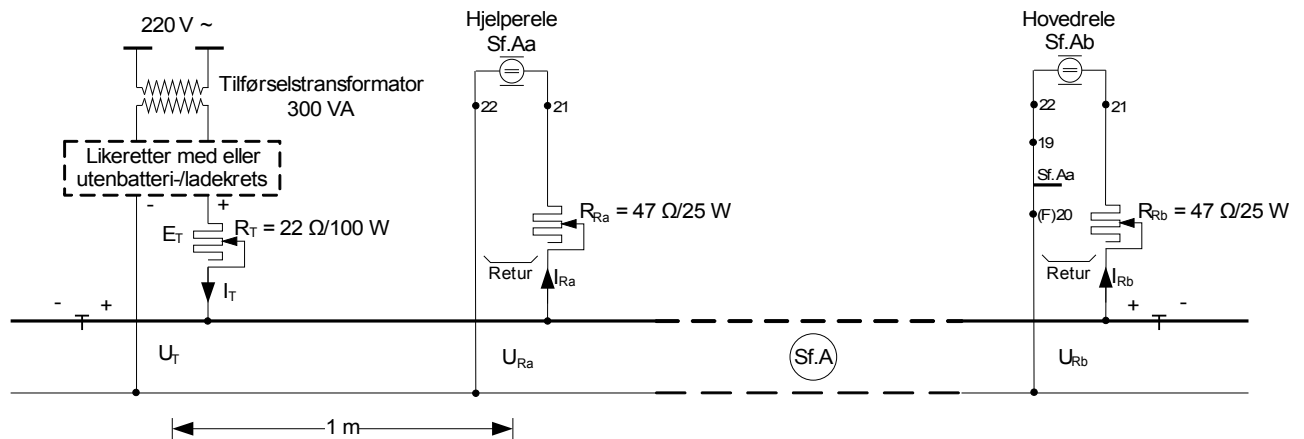 220 V ~
Tilførselstransformator
300 VA
Likeretter med eller
utenbatteri-/ladekrets
- +
E_T
R_T = 22 Ω/100 W
I_T
- +
U_T
1 m
Hjelperele
Sf.Aa
22 21
R_Ra = 47 Ω/25 W
Retur
I_Ra
U_Ra
Sf.A
Hovedrele
Sf.Ab
22 21
19
Sf.Aa
(F)20
R_Rb = 47 Ω/25 W
Retur
I_Rb
+ -
U_Rb